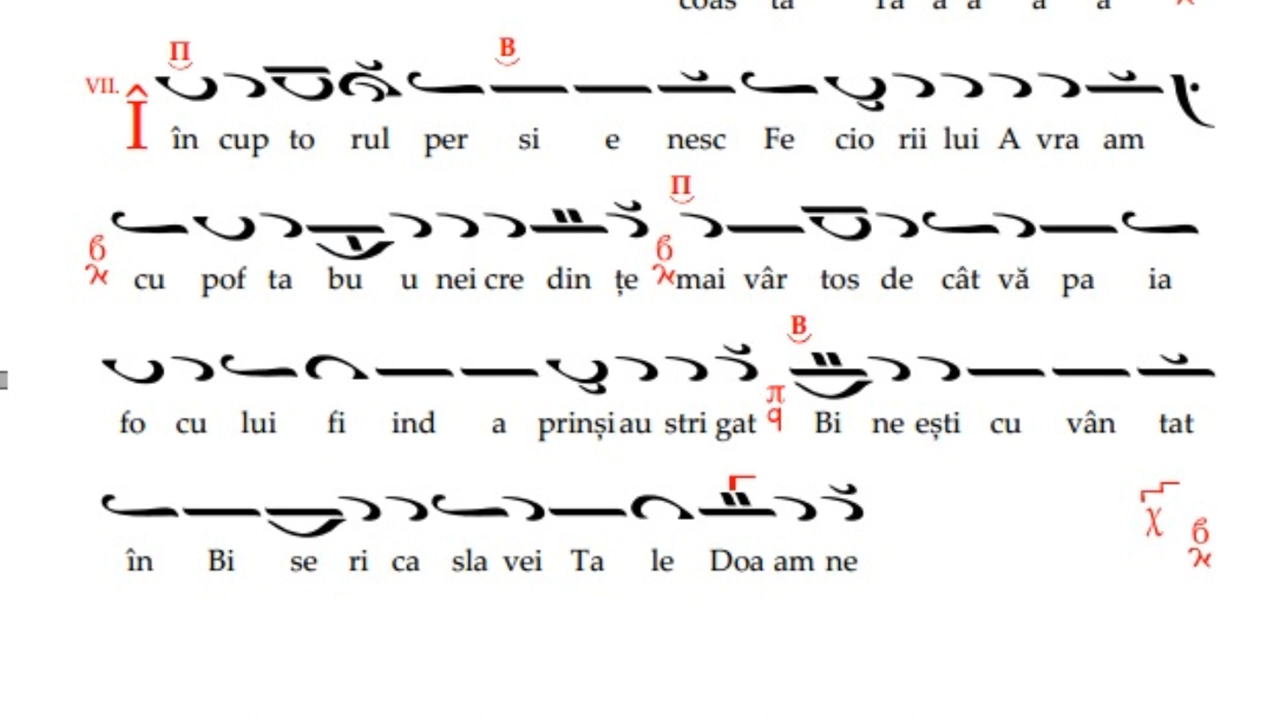 coas ta ra a a a a
Π Β
VII. Î în cup to rul per si e nesc Fe cio rii lui A vra am
Π
cu pof ta bu u nei cre din țe mai vâr tos de cât vă pa ia
Β
fo cu lui fi ind a prinși au stri gat π q Bi ne ești cu vân tat
în Bi se ri ca sla vei Ta le Doa am ne